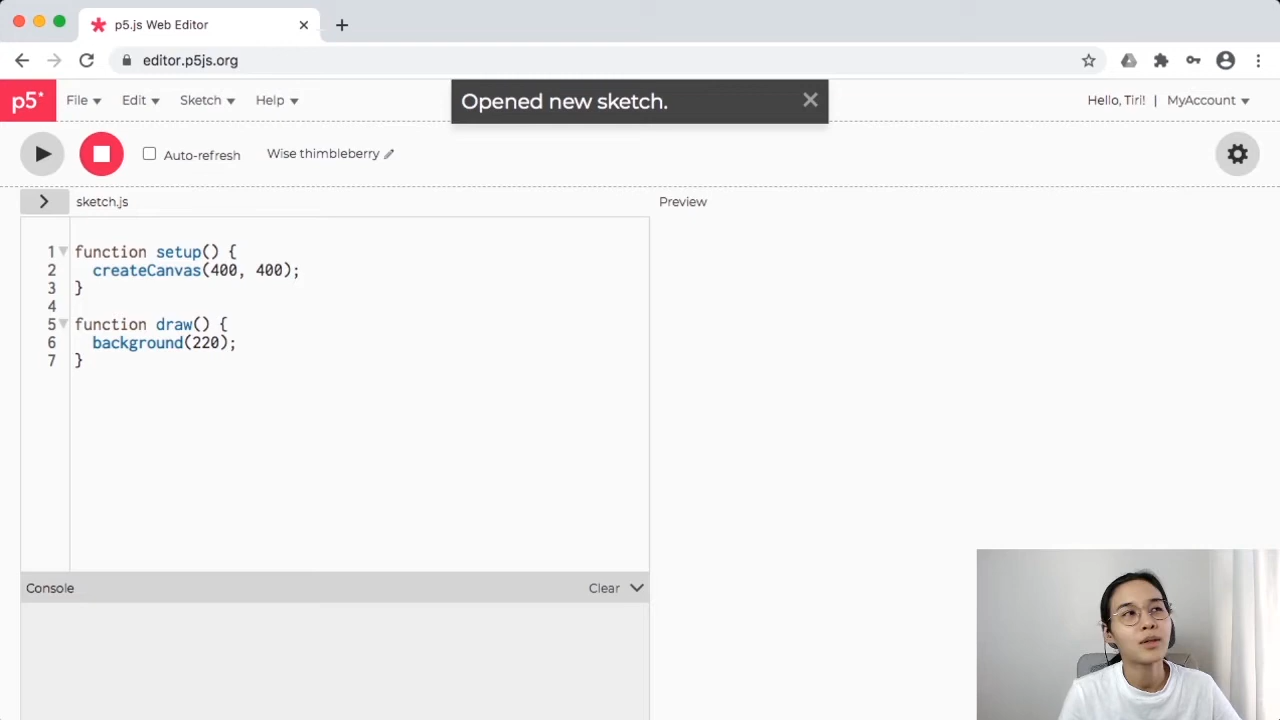 p5.js Web Editor
editor.p5js.org
p5* File Edit Sketch Help Opened new sketch. Hello, Tiri! | MyAccount
Auto-refresh Wise thimbleberry
sketch.js Preview
1 function setup() {
2 createCanvas(400, 400);
3 }
4
5 function draw() {
6 background(220);
7 }
Console Clear